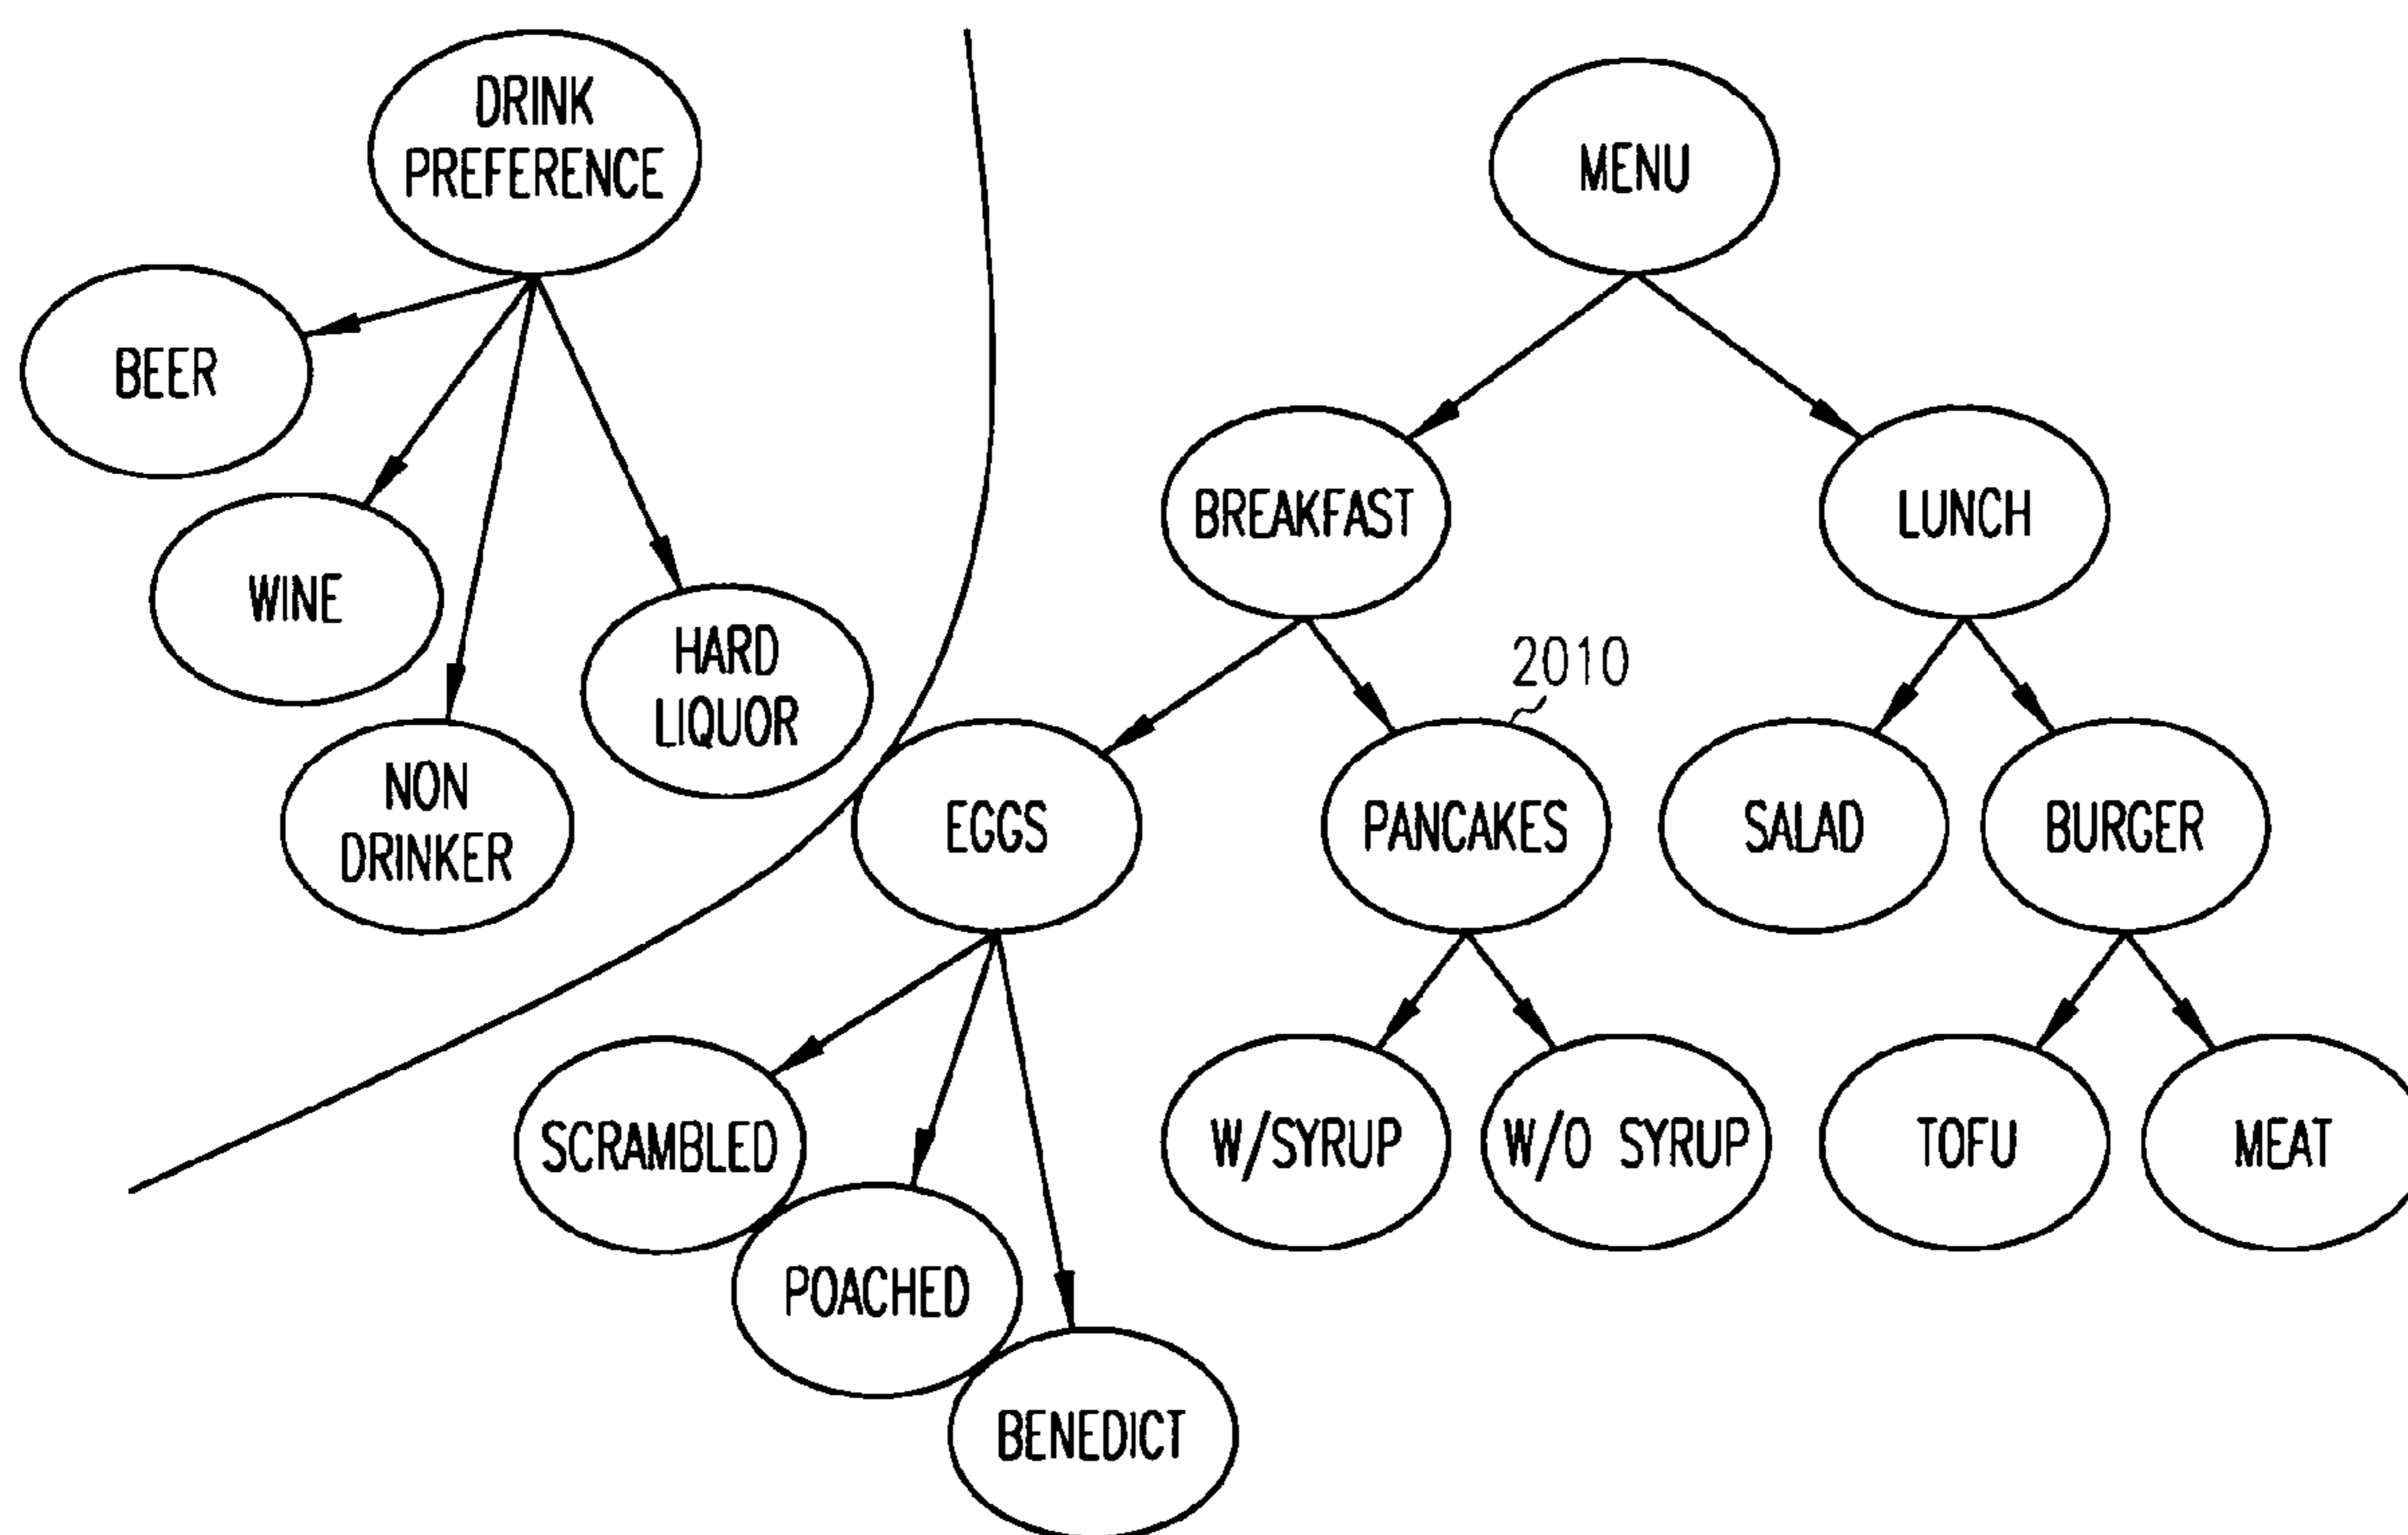 DRINK
PREFERENCE
BEER
WINE
HARD
LIQUOR
NON
DRINKER
MENU
BREAKFAST
LUNCH
2010
EGGS
PANCAKES
SALAD
BURGER
SCRAMBLED
POACHED
BENEDICT
W/SYRUP
W/O SYRUP
TOFU
MEAT